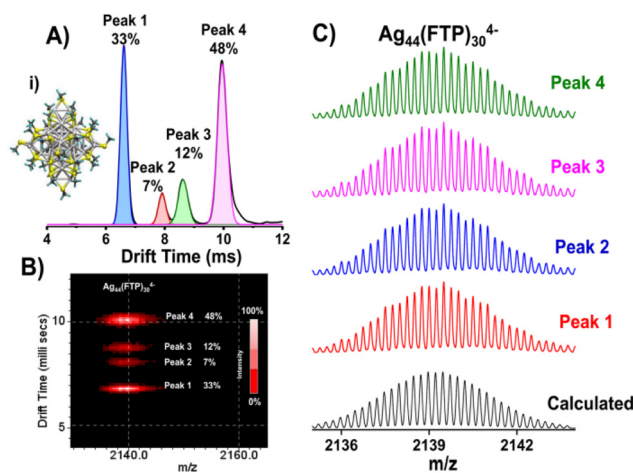 A)
Peak 1
33%
Peak 4
48%
i)
Peak 3
12%
Peak 2
7%
4 6 8 10 12
Drift Time (ms)
B)
Ag44(FTP)30 4-
Peak 4 48%
Peak 3 12%
Peak 2 7%
Peak 1 33%
100%
Intensity
0%
10
5
Drift Time (milli secs)
2140.0 2160.0
m/z
C)
Ag44(FTP)30 4-
Peak 4
Peak 3
Peak 2
Peak 1
Calculated
2136 2139 2142
m/z